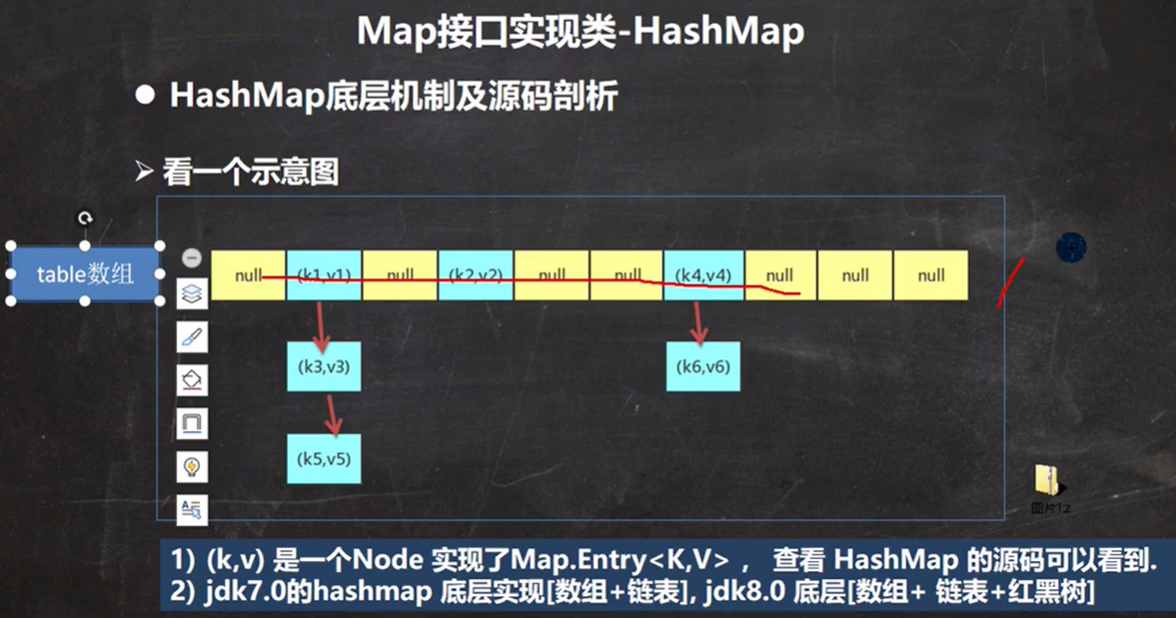 Map接口实现类-HashMap
● HashMap底层机制及源码剖析
➢ 看一个示意图
table数组
null (k1,v1) null (k2,v2) null null (k4,v4) null null null
(k3,v3) (k6,v6)
(k5,v5)
图片12
1) (k,v) 是一个Node 实现了Map.Entry<K,V> ， 查看 HashMap 的源码可以看到.
2) jdk7.0的hashmap 底层实现[数组+链表], jdk8.0 底层[数组+ 链表+红黑树]